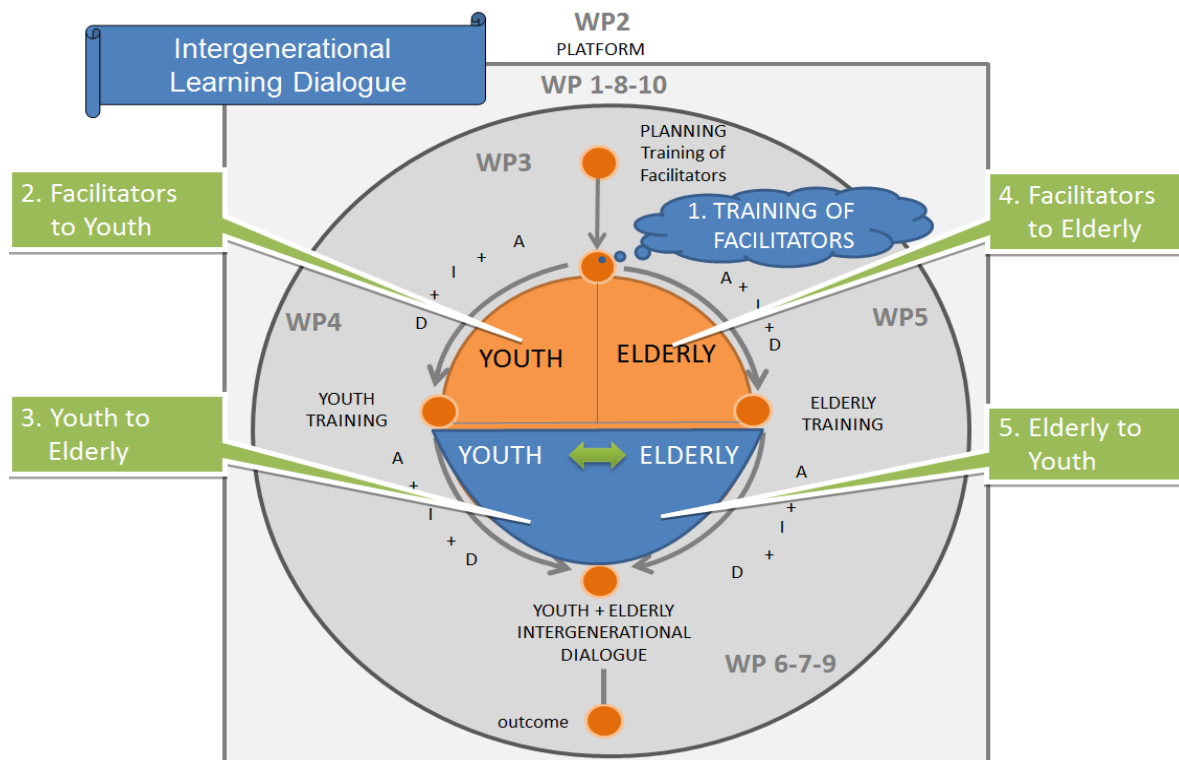 WP2
PLATFORM
Intergenerational
Learning Dialogue
WP 1-8-10
PLANNING
Training of
Facilitators
WP3
2. Facilitators
to Youth
1. TRAINING OF
FACILITATORS
4. Facilitators
to Elderly
A
+
I
+
D
A
+
I
+
D
WP4
WP5
YOUTH
ELDERLY
YOUTH
TRAINING
ELDERLY
TRAINING
3. Youth to
Elderly
YOUTH
ELDERLY
5. Elderly to
Youth
A
+
I
+
D
A
+
I
+
D
YOUTH + ELDERLY
INTERGENERATIONAL
DIALOGUE
WP 6-7-9
outcome